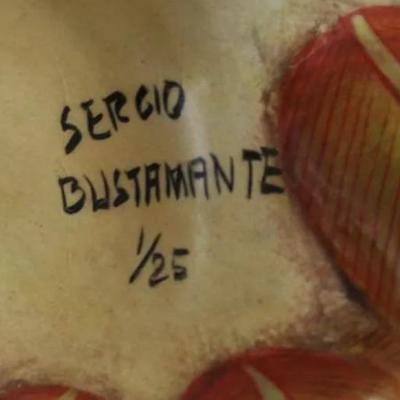 SERGIO
BUSTAMANTE
1/25